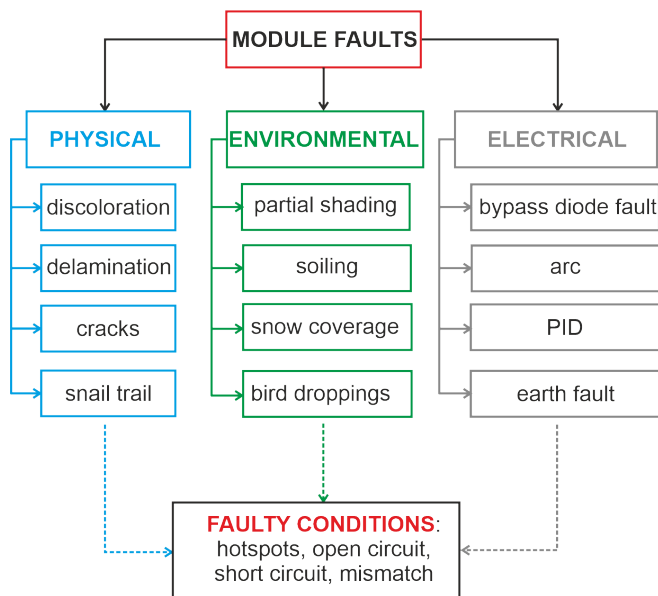 MODULE FAULTS
PHYSICAL
discoloration
delamination
cracks
snail trail
ENVIRONMENTAL
partial shading
soiling
snow coverage
bird droppings
ELECTRICAL
bypass diode fault
arc
PID
earth fault
FAULTY CONDITIONS:
hotspots, open circuit,
short circuit, mismatch